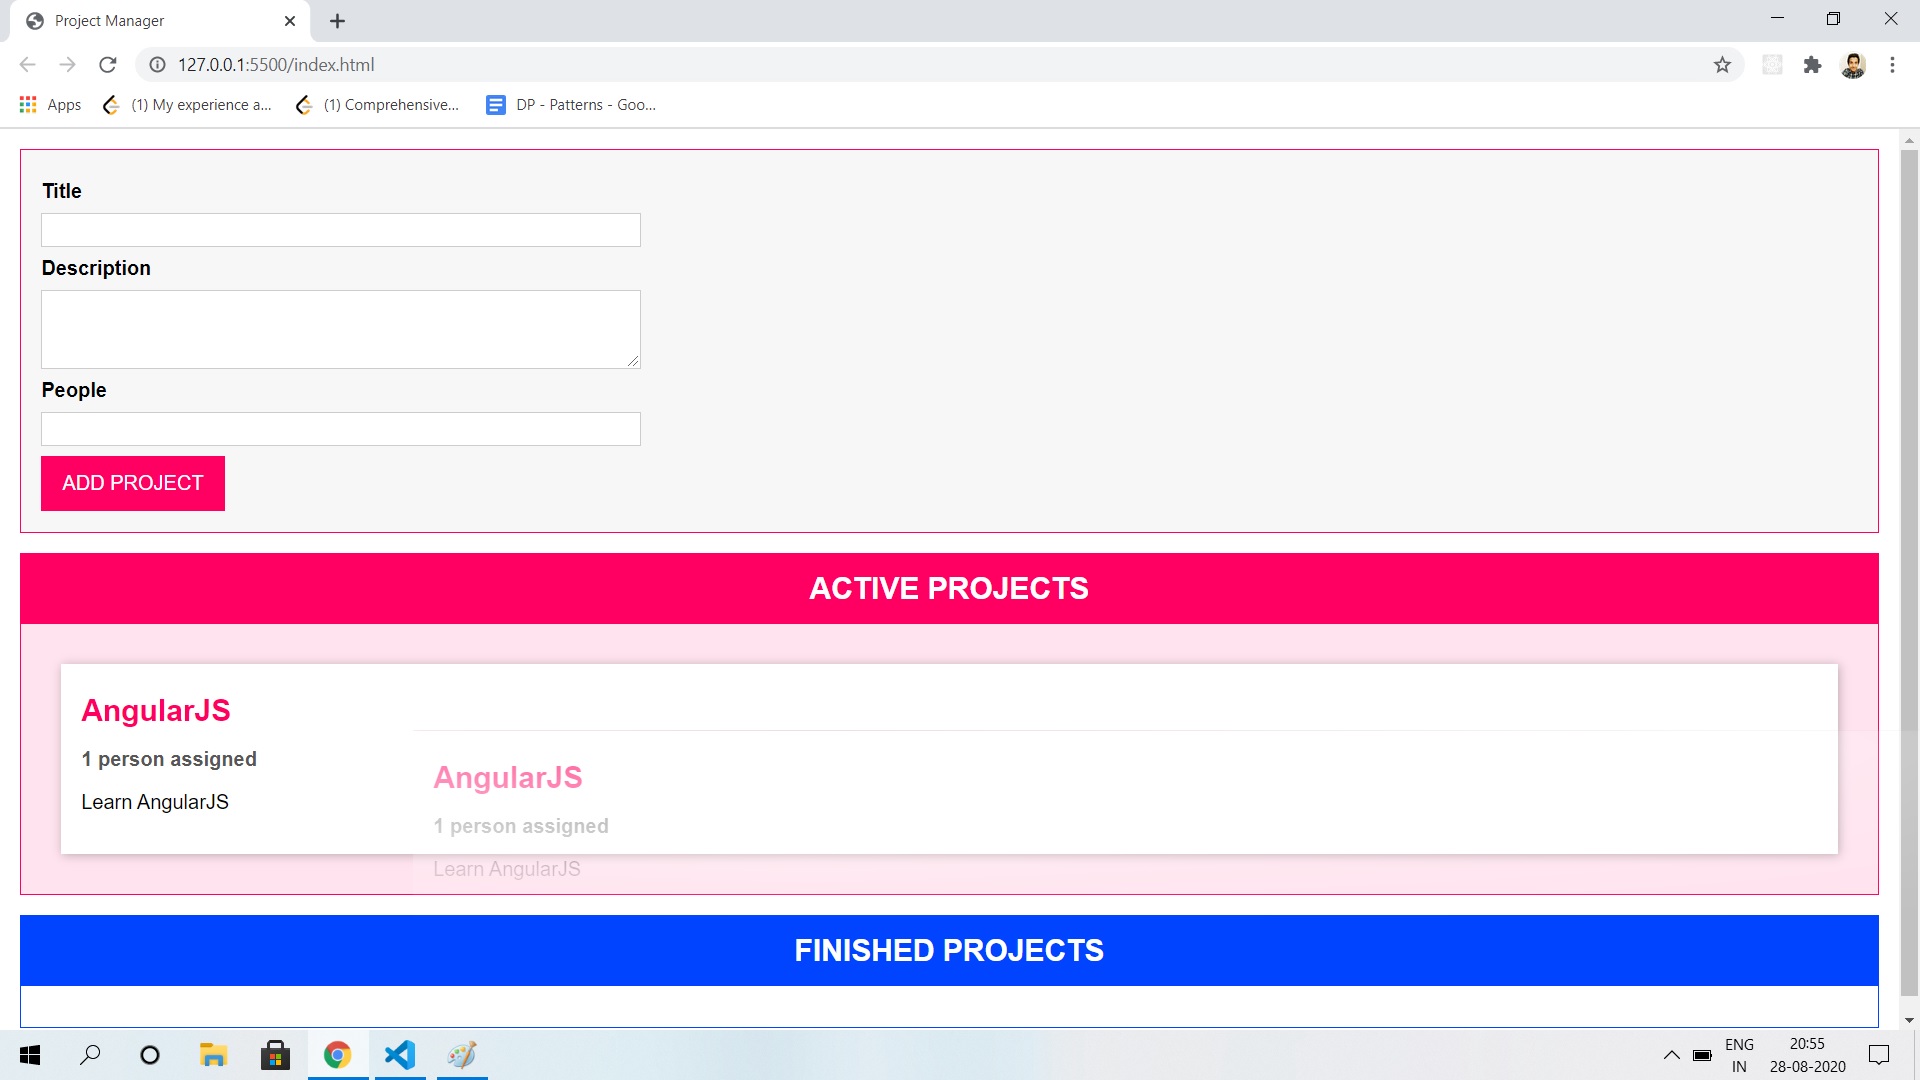 Project Manager
127.0.0.1:5500/index.html
Apps
(1) My experience a...
(1) Comprehensive...
DP - Patterns - Goo...
Title
Description
People
ADD PROJECT
ACTIVE PROJECTS
AngularJS
1 person assigned
Learn AngularJS
AngularJS
1 person assigned
Learn AngularJS
FINISHED PROJECTS
ENG
IN
20:55
28-08-2020